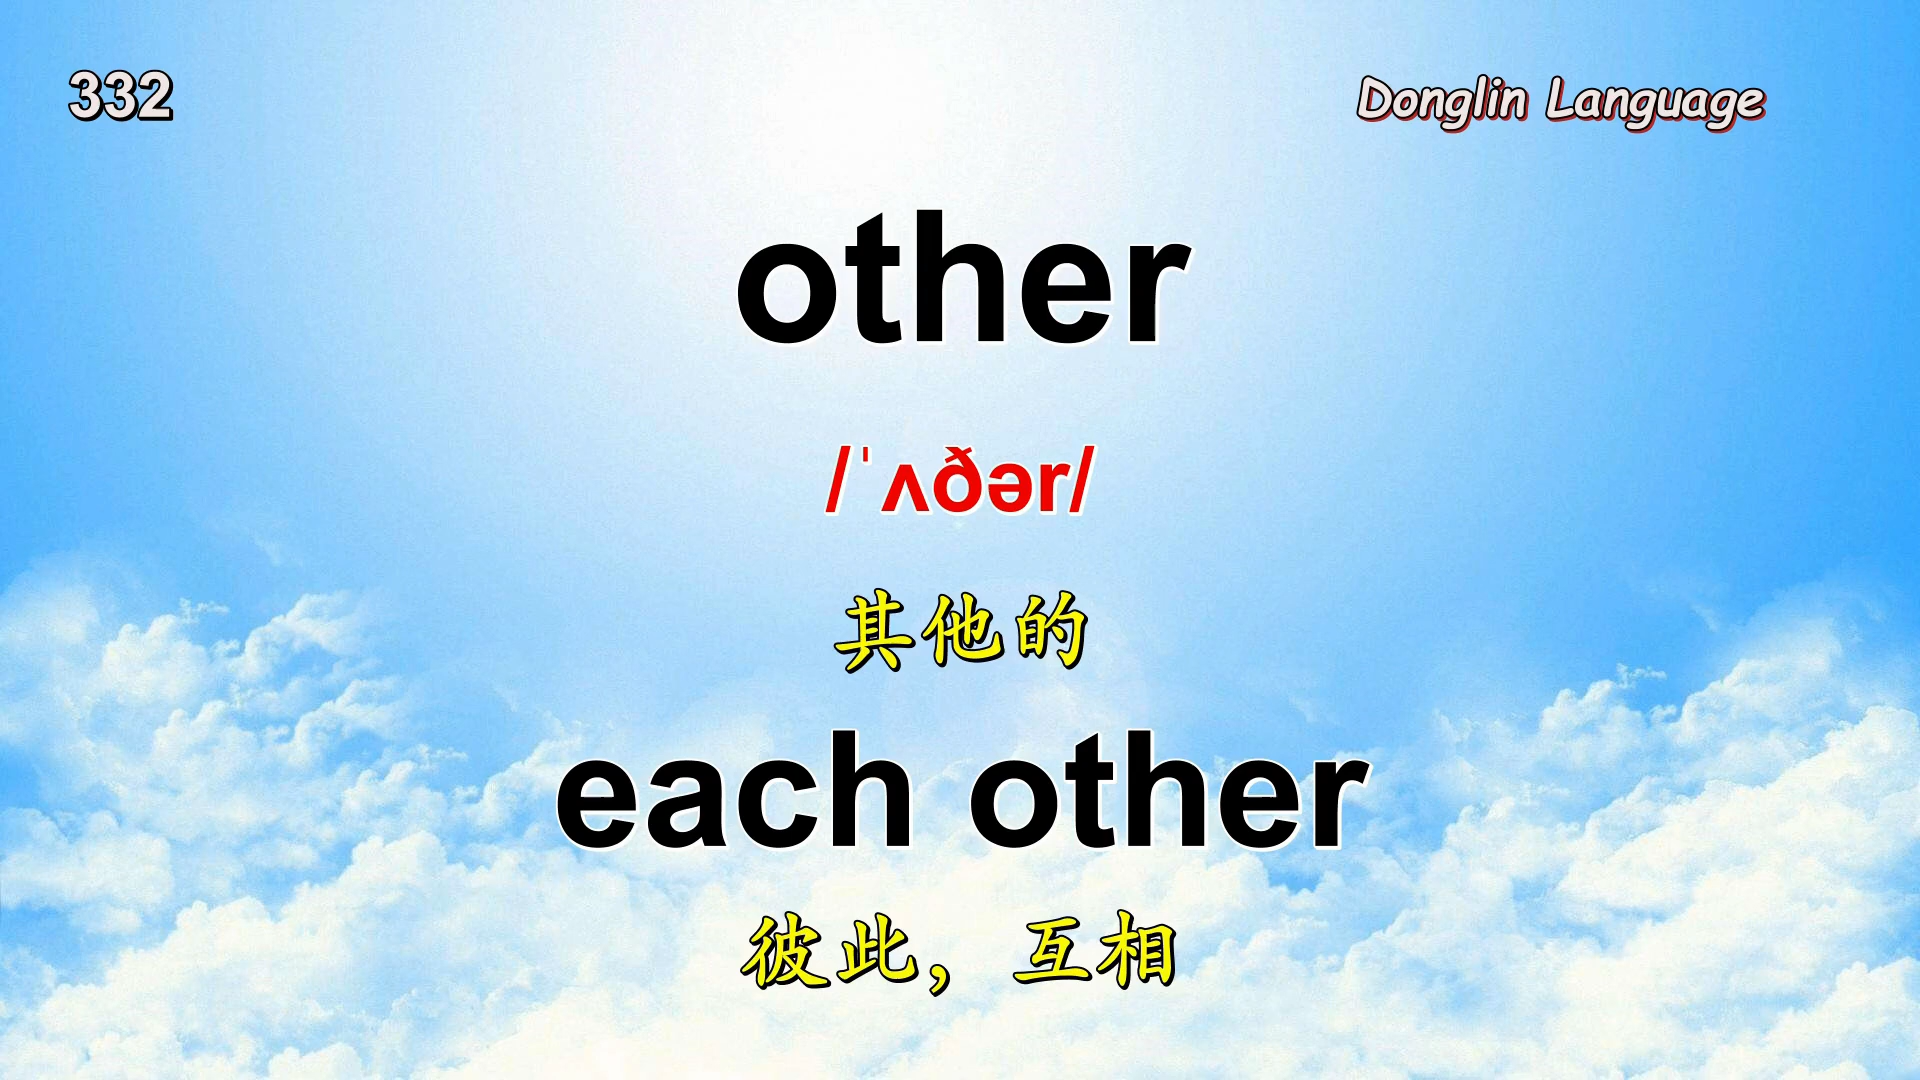 332
Donglin Language
other
/ˈʌðər/
其他的
each other
彼此，互相